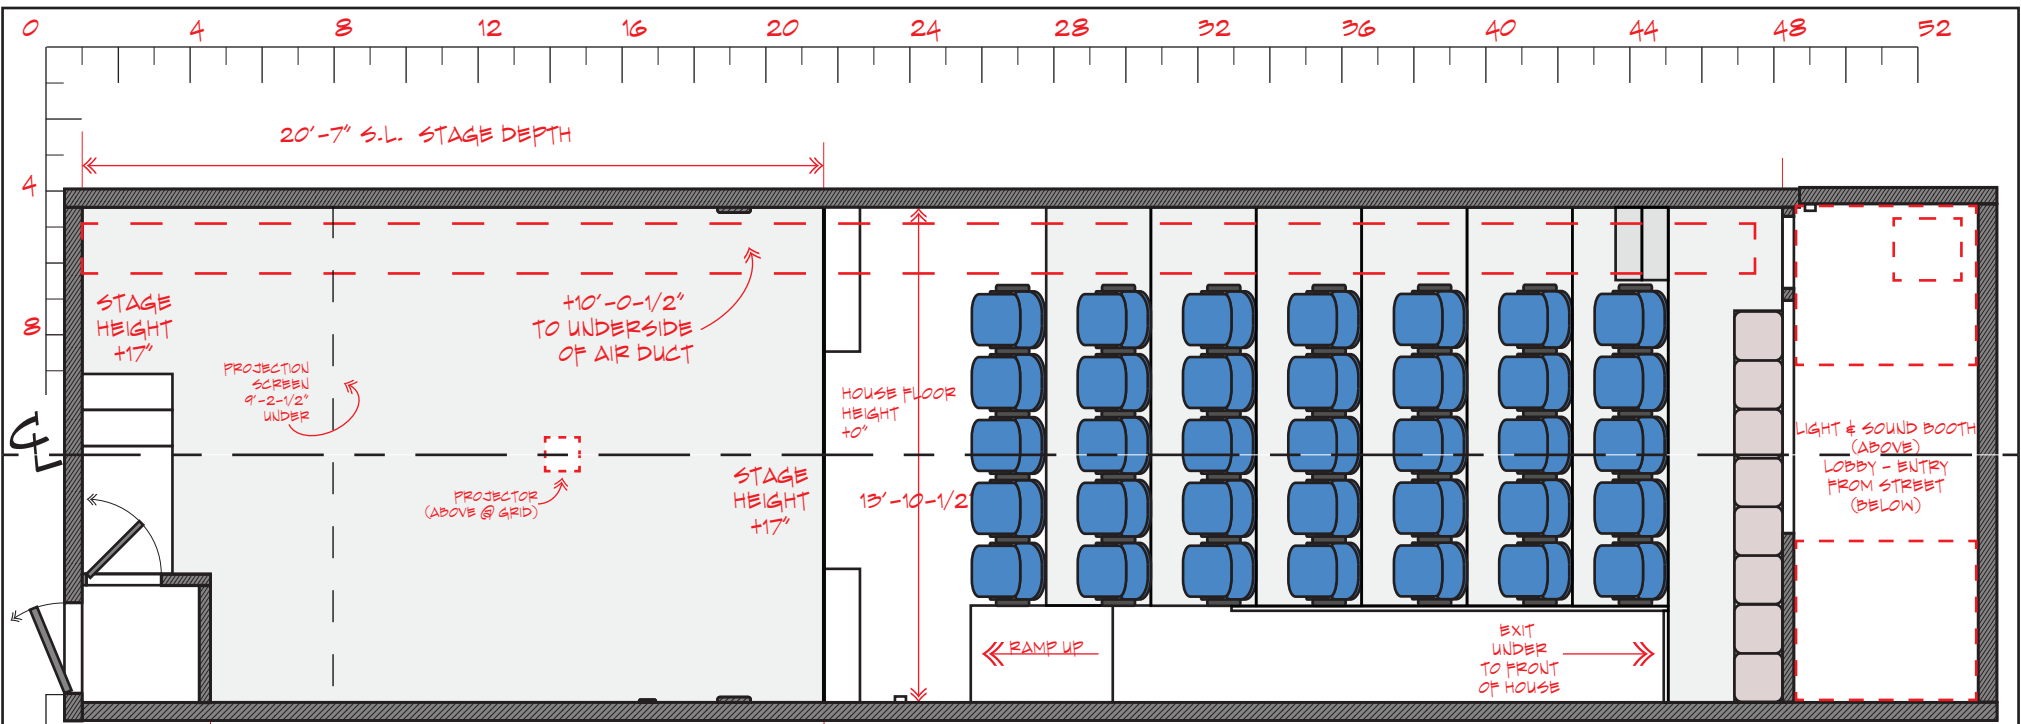 0 4 8 12 16 20 24 28 32 36 40 44 48 52
20'-7" S.L. STAGE DEPTH
4
8
STAGE
HEIGHT
+17"
PROJECTION
SCREEN
9'-2-1/2"
UNDER
+10'-0-1/2"
TO UNDERSIDE
OF AIR DUCT
PROJECTOR
(ABOVE @ GRID)
STAGE
HEIGHT
+17"
HOUSE FLOOR
HEIGHT
+0"
13'-10-1/2"
RAMP UP
EXIT
UNDER
TO FRONT
OF HOUSE
LIGHT & SOUND BOOTH
(ABOVE)
LOBBY - ENTRY
FROM STREET
(BELOW)
℄